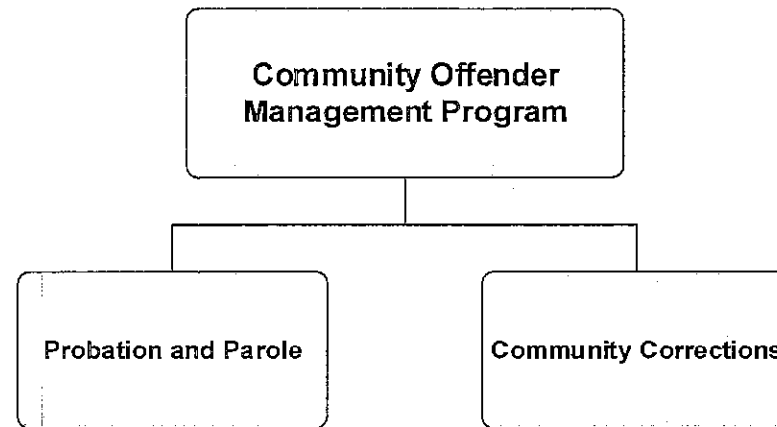 Community Offender
Management Program
Probation and Parole
Community Corrections